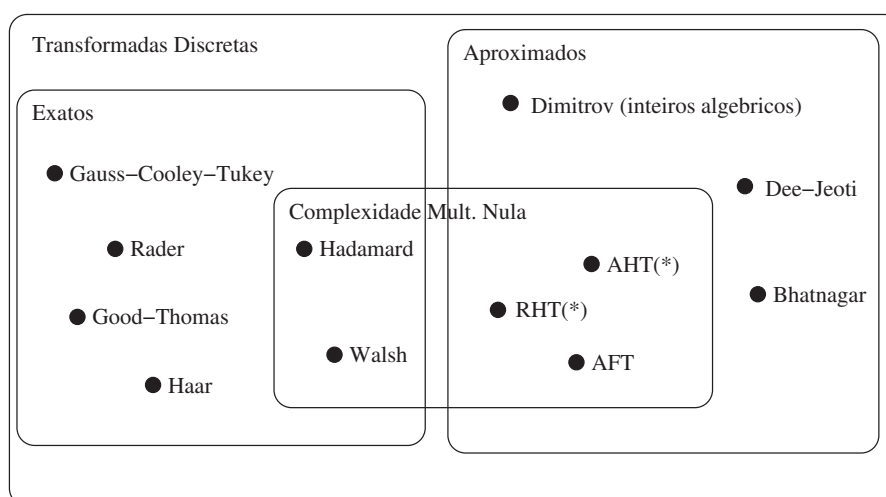 Transformadas Discretas
Aproximados
Dimitrov (inteiros algebricos)
Exatos
Gauss−Cooley−Tukey
Dee−Jeoti
Complexidade Mult. Nula
Rader
Hadamard
AHT(*)
Bhatnagar
RHT(*)
Good−Thomas
Walsh
AFT
Haar